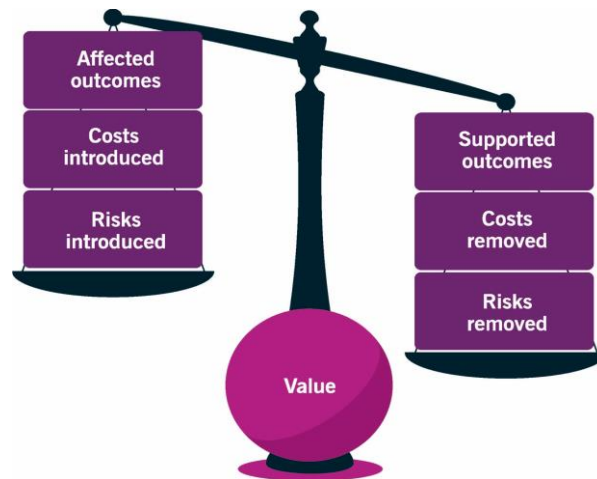 Affected
outcomes
Costs
introduced
Risks
introduced
Supported
outcomes
Costs
removed
Risks
removed
Value